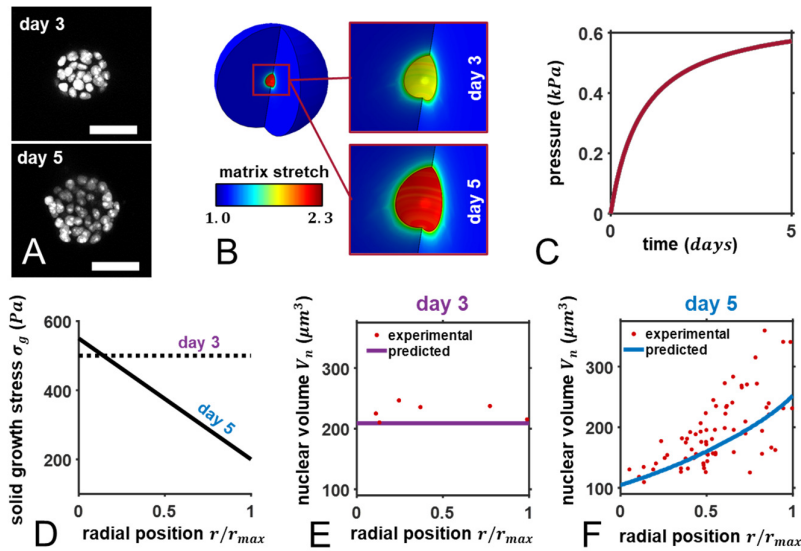 day 3
day 5
A
B
day 3
day 5
matrix stretch
1.0
2.3
0.6
0.4
0.2
0
0
5
pressure (kPa)
time (days)
C
solid growth stress σg (Pa)
600
400
200
day 3
day 5
0
0.5
1
radial position r/rmax
D
day 3
nuclear volume Vn (μm³)
experimental
predicted
300
200
100
0
0.5
1
radial position r/rmax
E
day 5
nuclear volume Vn (μm³)
experimental
predicted
300
200
100
0
0.5
1
radial position r/rmax
F